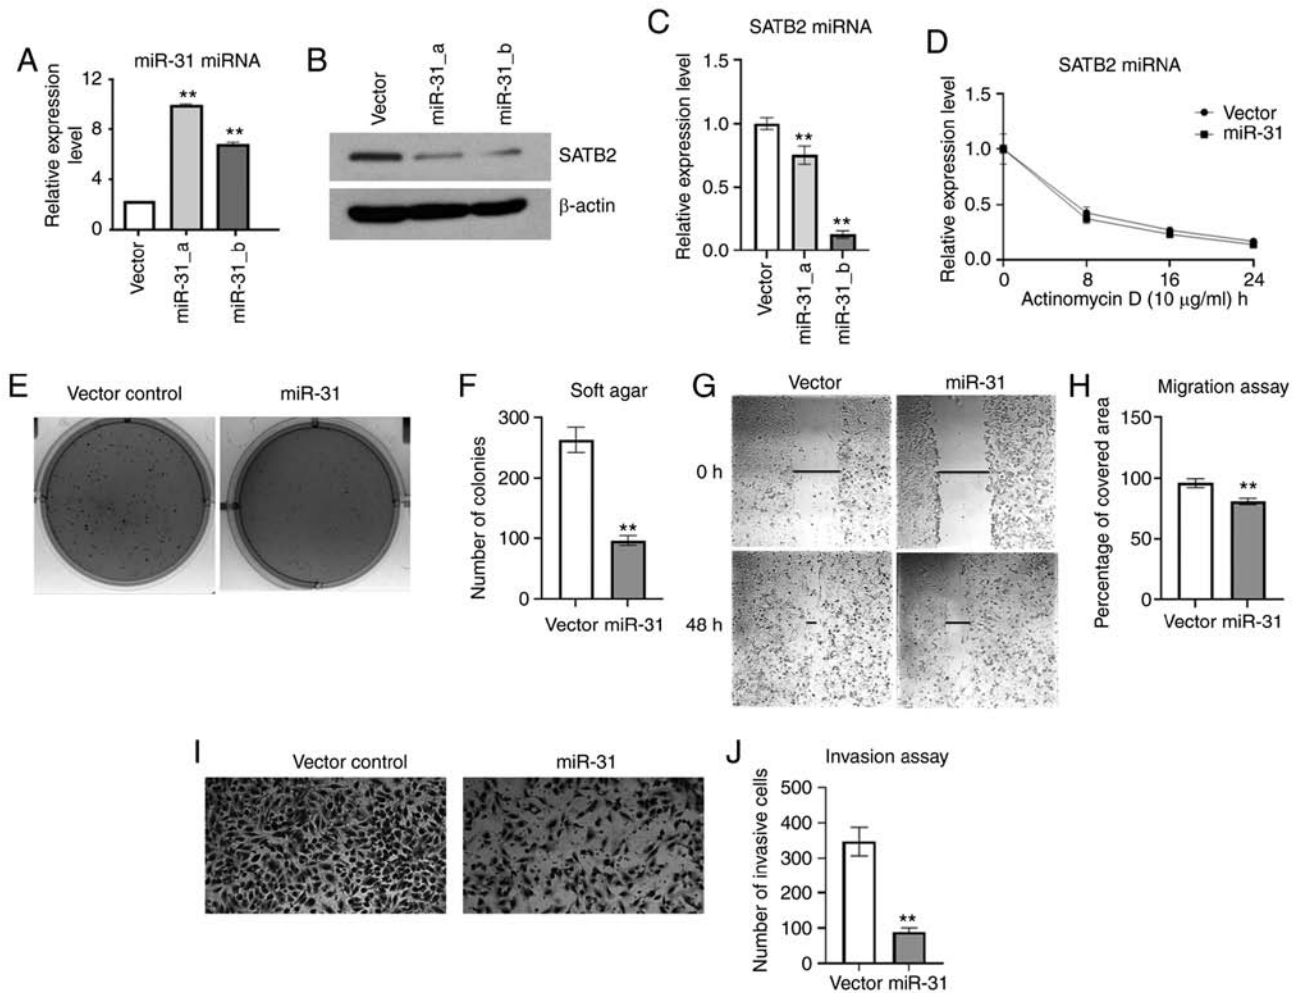 A
miR-31 miRNA
Relative expression
level
12
8
4
0
**
**
Vector
miR-31_a
miR-31_b
B
Vector
miR-31_a
miR-31_b
SATB2
β-actin
C
SATB2 miRNA
Relative expression level
1.5
1.0
0.5
0.0
**
**
Vector
miR-31_a
miR-31_b
D
SATB2 miRNA
Relative expression level
1.5
1.0
0.5
0.0
Vector
miR-31
0 8 16 24
Actinomycin D (10 µg/ml) h
E
Vector control
miR-31
F
Soft agar
Number of colonies
300
200
100
0
**
Vector miR-31
G
Vector
miR-31
0 h
48 h
H
Migration assay
Percentage of covered area
150
100
50
0
**
Vector miR-31
I
Vector control
miR-31
J
Invasion assay
Number of invasive cells
500
400
300
200
100
0
**
Vector miR-31